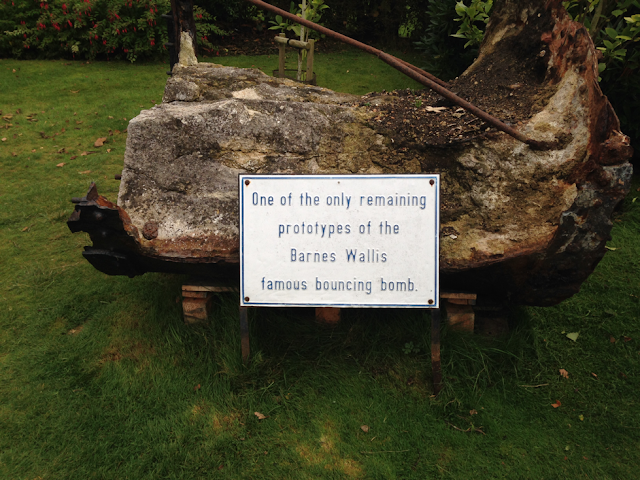 One of the only remaining
prototypes of the
Barnes Wallis
famous bouncing bomb.